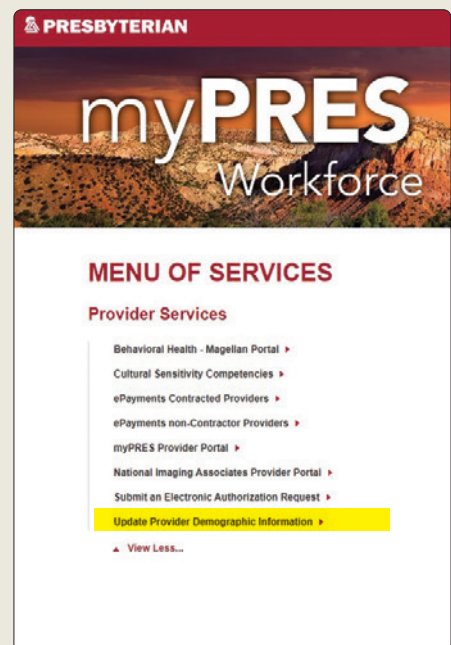 PRESBYTERIAN
myPRES
Workforce
MENU OF SERVICES
Provider Services
Behavioral Health - Magellan Portal
Cultural Sensitivity Competencies
ePayments Contracted Providers
ePayments non-Contractor Providers
myPRES Provider Portal
National Imaging Associates Provider Portal
Submit an Electronic Authorization Request
Update Provider Demographic Information
View Less...